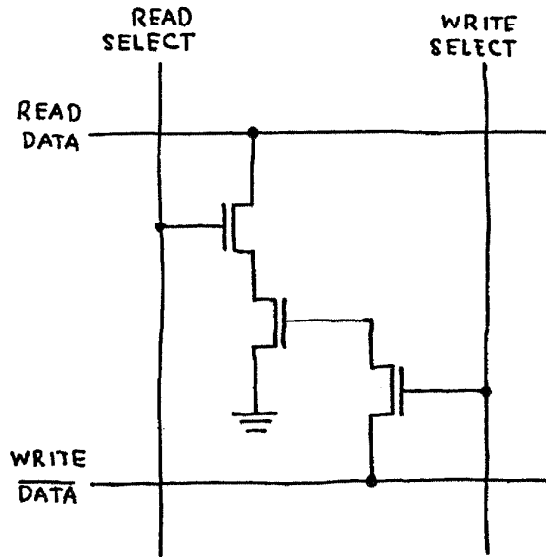 READ
SELECT
WRITE
SELECT
READ
DATA
WRITE
DATA